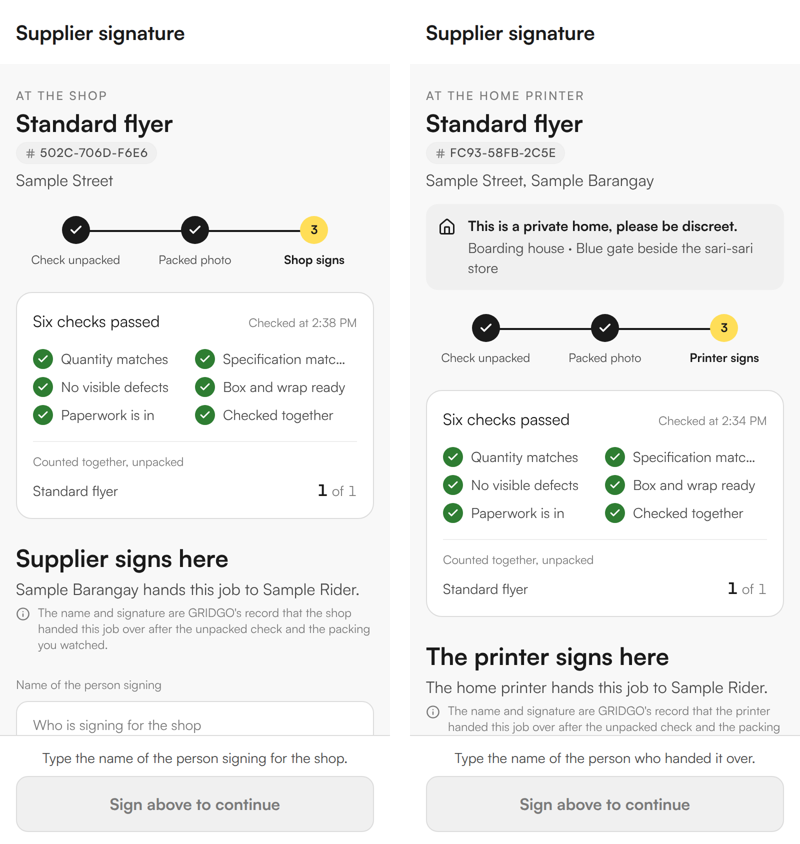 Supplier signature
AT THE SHOP
Standard flyer
# 502C-706D-F6E6
Sample Street
3
Check unpacked
Packed photo
Shop signs
Six checks passed
Checked at 2:38 PM
Quantity matches
Specification matc...
No visible defects
Box and wrap ready
Paperwork is in
Checked together
Counted together, unpacked
Standard flyer
1 of 1
Supplier signs here
Sample Barangay hands this job to Sample Rider.
The name and signature are GRIDGO's record that the shop
handed this job over after the unpacked check and the packing
you watched.
Name of the person signing
Who is signing for the shop
Type the name of the person signing for the shop.
Sign above to continue
Supplier signature
AT THE HOME PRINTER
Standard flyer
# FC93-58FB-2C5E
Sample Street, Sample Barangay
This is a private home, please be discreet.
Boarding house · Blue gate beside the sari-sari
store
3
Check unpacked
Packed photo
Printer signs
Six checks passed
Checked at 2:34 PM
Quantity matches
Specification matc...
No visible defects
Box and wrap ready
Paperwork is in
Checked together
Counted together, unpacked
Standard flyer
1 of 1
The printer signs here
The home printer hands this job to Sample Rider.
The name and signature are GRIDGO's record that the printer
handed this job over after the unpacked check and the packing
Type the name of the person who handed it over.
Sign above to continue